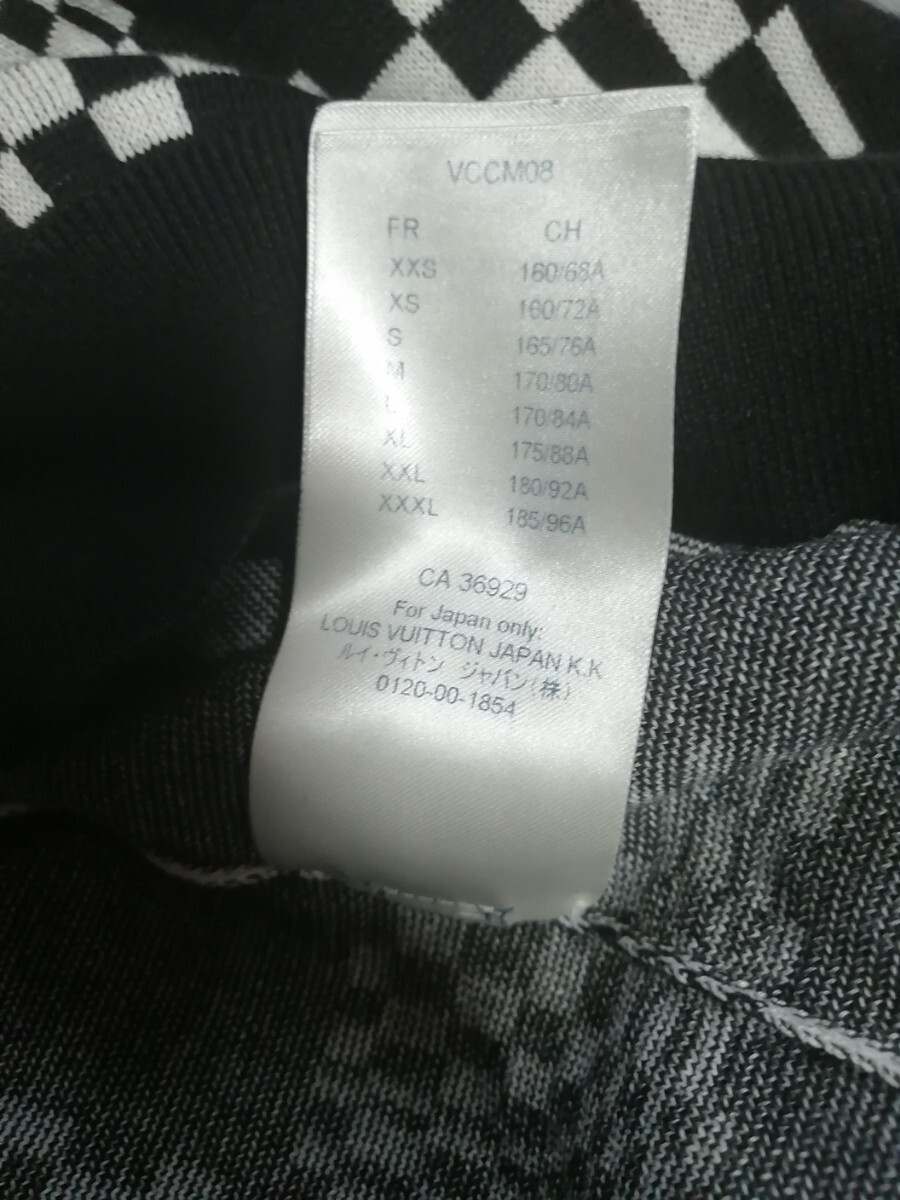 VCCM08
FR CH
XXS 160/68A
XS 160/72A
S 165/76A
M 170/80A
L 170/84A
XL 175/88A
XXL 180/92A
XXXL 185/96A
CA 36929
For Japan only:
LOUIS VUITTON JAPAN K.K
ルイ・ヴィトン ジャパン(株)
0120-00-1854